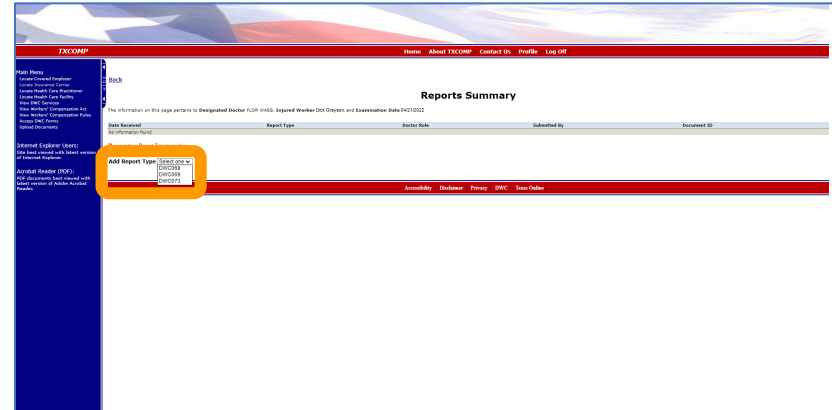 TXCOMP
Home About TXCOMP Contact Us Profile Log Off
Main Menu
Locate Covered Employer
Locate Insurance Carrier
Locate Health Care Practitioner
Locate Health Care Facility
View DWC Services
View Workers' Compensation Act
View Workers' Compensation Rules
Access DWC Forms
Upload Documents
Internet Explorer Users:
Site best viewed with latest version
of Internet Explorer.
Acrobat Reader (PDF):
PDF documents best viewed with
latest version of Adobe Acrobat
Reader.
Back
Reports Summary
The information on this page pertains to Designated Doctor FLOR WASS, Injured Worker Dick Grayson, and Examination Date 04/21/2022
Date Received Report Type Doctor Role Submitted By Document ID
No information found
Add Report Type Select one
DWC068
DWC069
DWC073
Accessibility Disclaimer Privacy DWC Texas Online